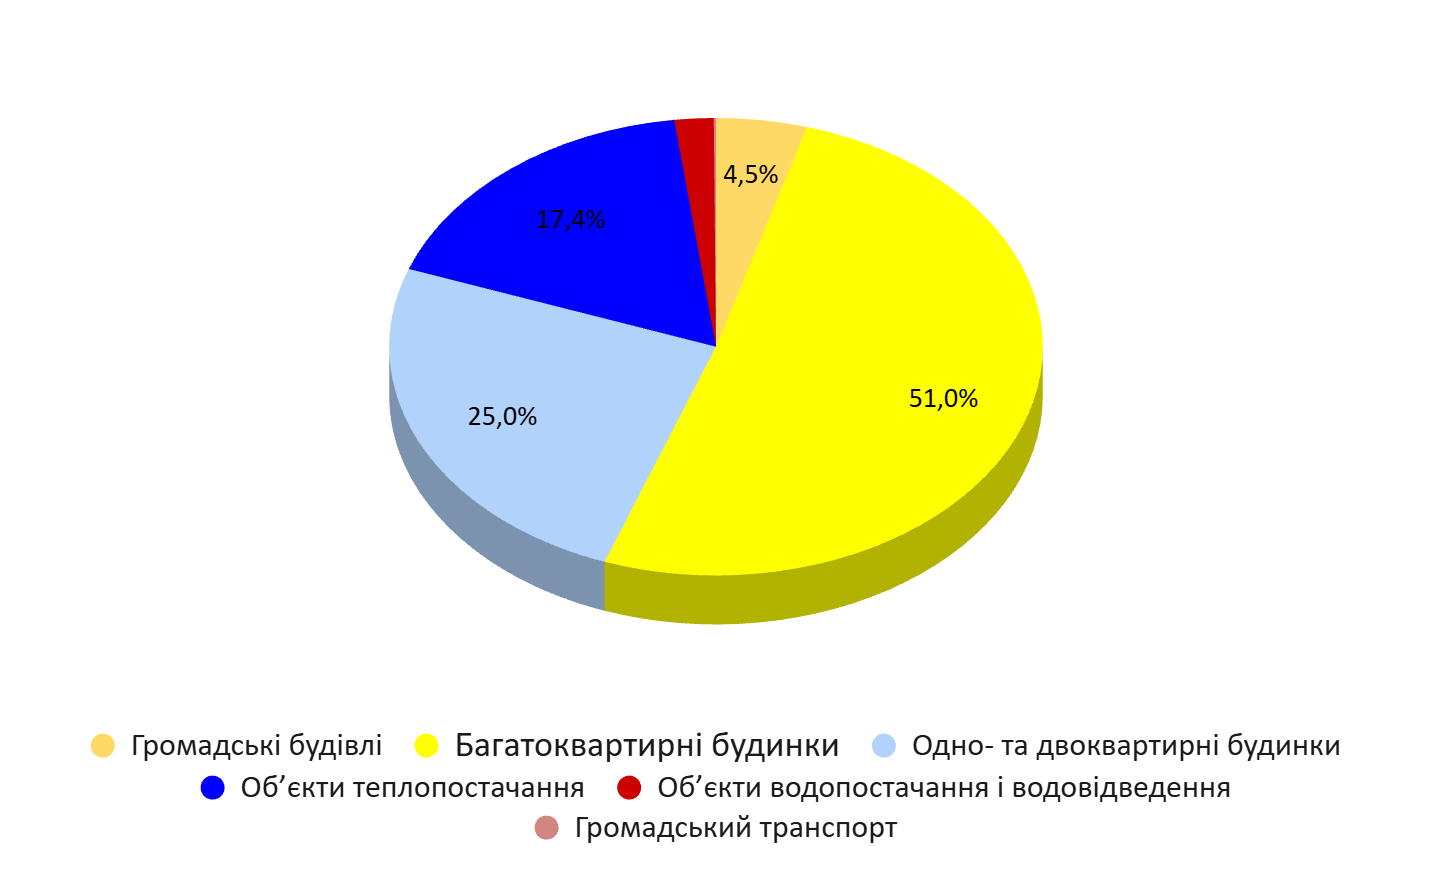 4,5%
17,4%
51,0%
25,0%
Громадські будівлі Багатоквартирні будинки Одно- та двоквартирні будинки
Об’єкти теплопостачання Об’єкти водопостачання і водовідведення
Громадський транспорт